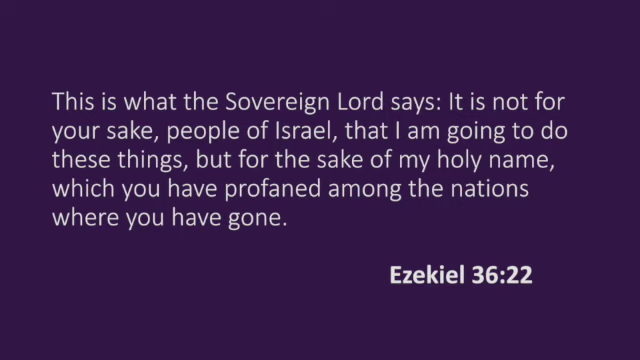 This is what the Sovereign Lord says: It is not for
your sake, people of Israel, that I am going to do
these things, but for the sake of my holy name,
which you have profaned among the nations
where you have gone.
Ezekiel 36:22